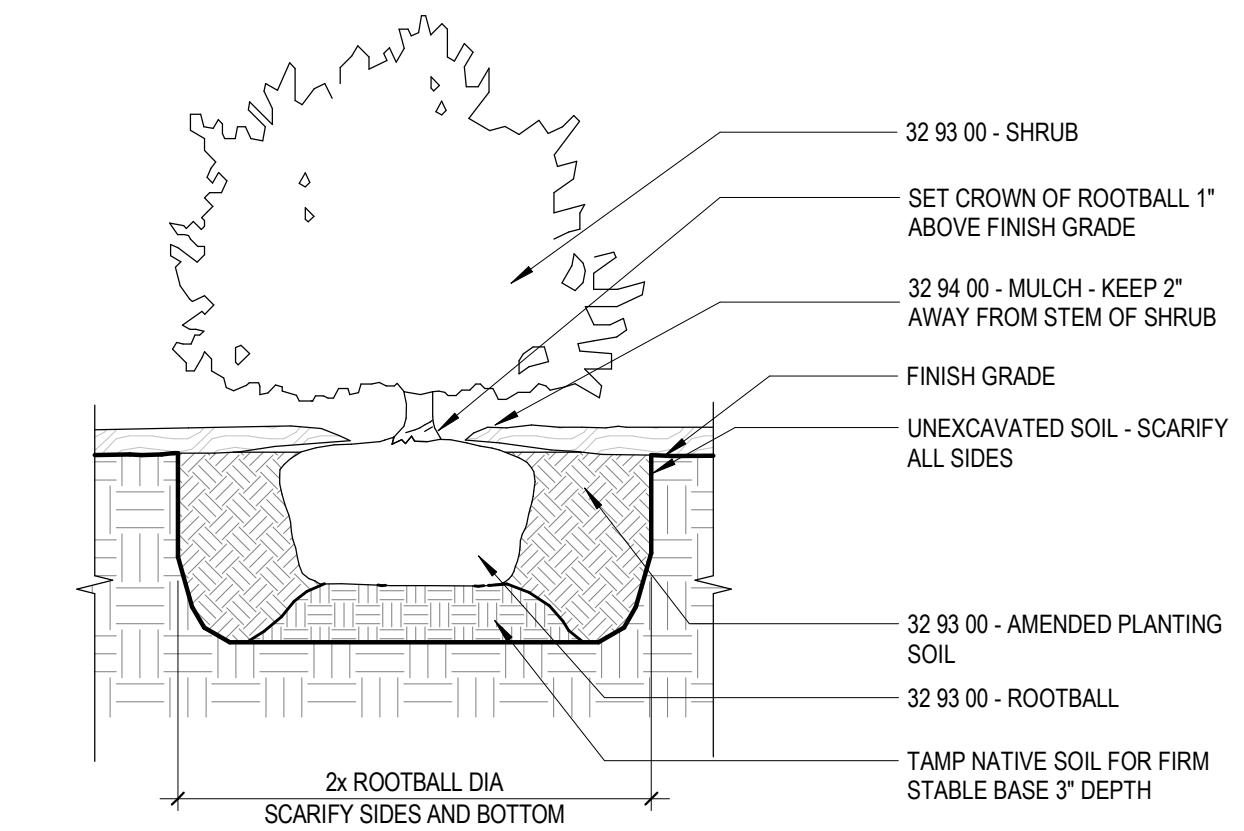 32 93 00 - SHRUB
SET CROWN OF ROOTBALL 1"
ABOVE FINISH GRADE
32 94 00 - MULCH - KEEP 2"
AWAY FROM STEM OF SHRUB
FINISH GRADE
UNEXCAVATED SOIL - SCARIFY
ALL SIDES
32 93 00 - AMENDED PLANTING
SOIL
32 93 00 - ROOTBALL
TAMP NATIVE SOIL FOR FIRM
STABLE BASE 3" DEPTH
2x ROOTBALL DIA
SCARIFY SIDES AND BOTTOM